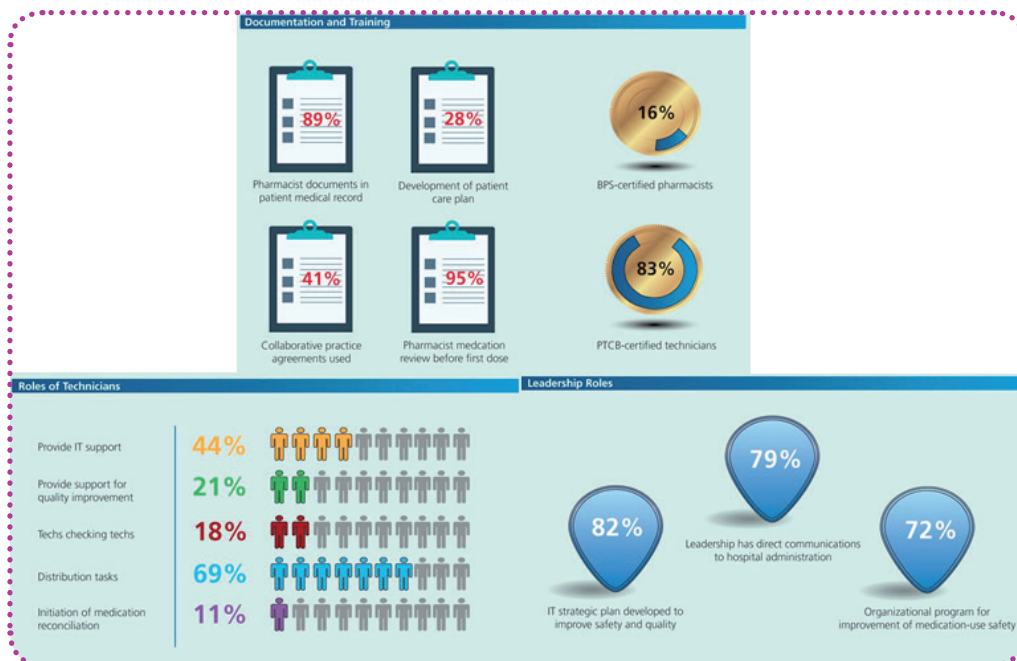 Documentation and Training
89%
28%
16%
Pharmacist documents in
patient medical record
Development of patient
care plan
BPS-certified pharmacists
41%
95%
83%
Collaborative practice
agreements used
Pharmacist medcation
review before first dose
PTCB-certified technicians
Roles of Technicians
Provide IT support
44%
Provide support for
quality improvement
21%
Techs checking techs
18%
Distribution tasks
69%
Initiation of medication
reconciliation
11%
Leadership Roles
79%
Leadership has direct communications
to hospital administration
82%
IT strategic plan developed to
improve safety and quality
72%
Organizational program for
improvement of medication-use safety